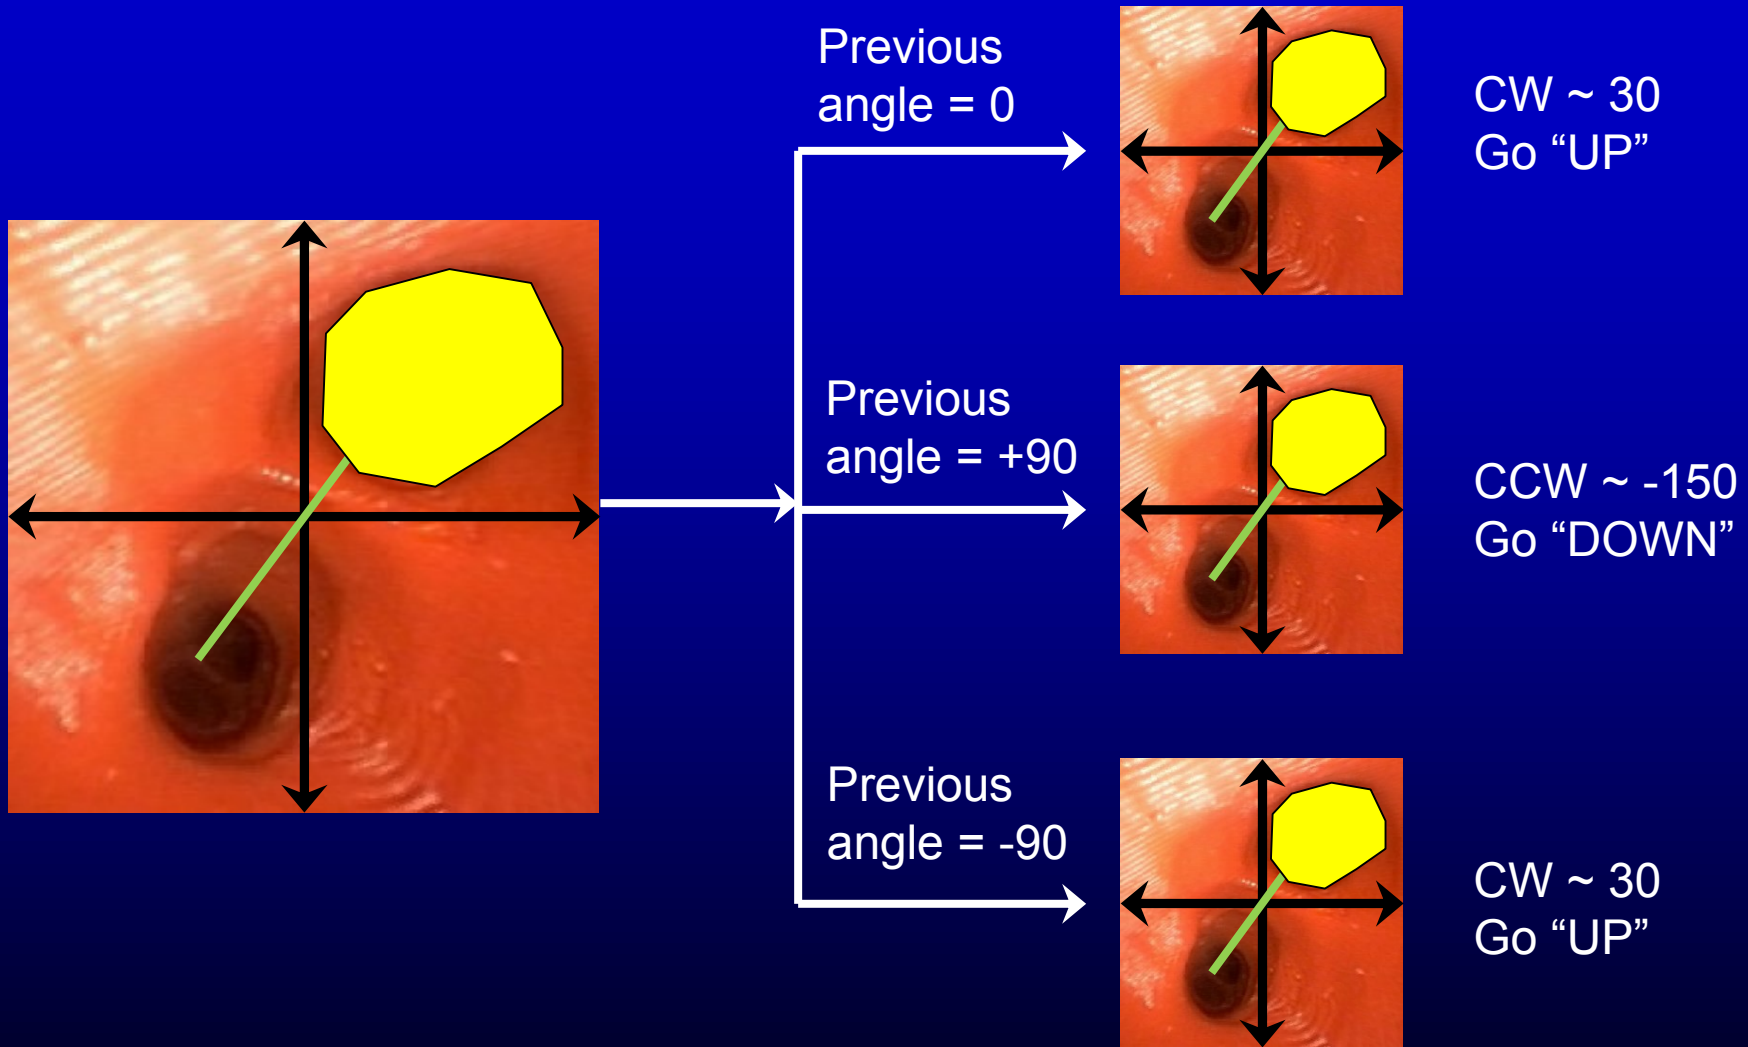 Previous
angle = 0
CW ~ 30
Go “UP”
Previous
angle = +90
CCW ~ -150
Go “DOWN”
Previous
angle = -90
CW ~ 30
Go “UP”